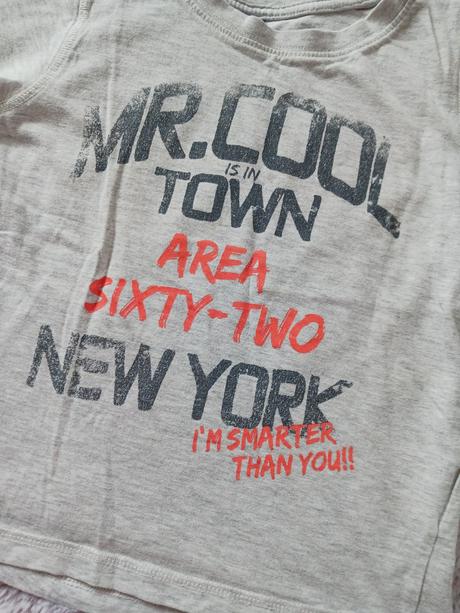 MR.COOL
IS IN
TOWN
AREA
SIXTY-TWO
NEW YORK
I'M SMARTER
THAN YOU!!